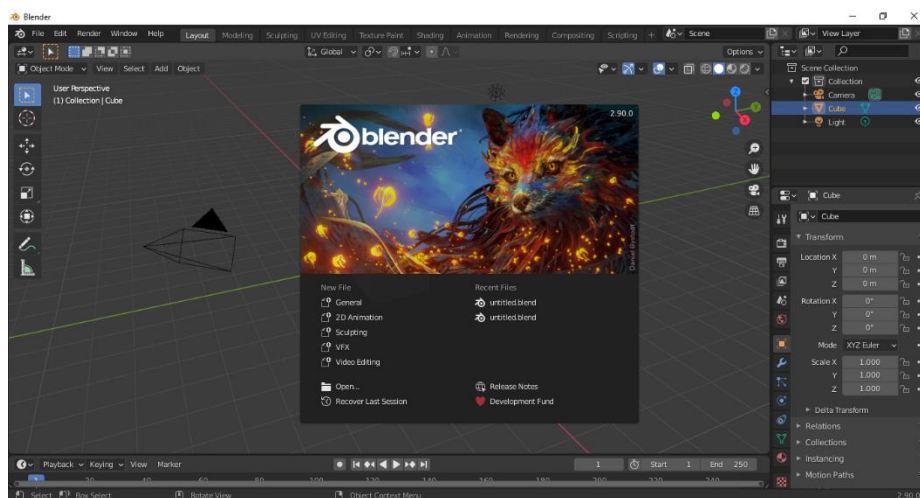 Blender
File Edit Render Window Help Layout Modeling Sculpting UV Editing Texture Paint Shading Animation Rendering Compositing Scripting + Scene View Layer
Global Options
Object Mode View Select Add Object
User Perspective
(1) Collection | Cube
Scene Collection
Collection
Camera
Cube
Light
blender
2.90.0
Daniel Bystedt
New File
General
2D Animation
Sculpting
VFX
Video Editing
Open...
Recover Last Session
Recent Files
untitled.blend
untitled.blend
Release Notes
Development Fund
Cube
Cube
Transform
Location X 0 m
Y 0 m
Z 0 m
Rotation X 0°
Y 0°
Z 0°
Mode XYZ Euler
Scale X 1.000
Y 1.000
Z 1.000
Delta Transform
Relations
Collections
Instancing
Motion Paths
Playback Keying View Marker 1 Start 1 End 250
Select Box Select Rotate View Object Context Menu 2.90.0